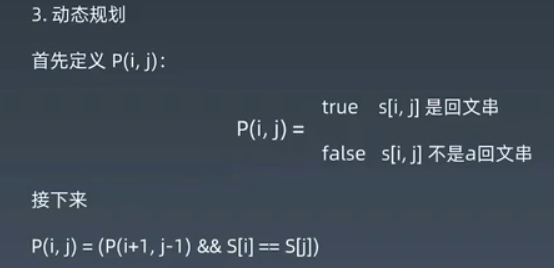 3. 动态规划
首先定义 P(i, j)：
true s[i, j] 是回文串
P(i, j) =
false s[i, j] 不是a回文串
接下来
P(i, j) = (P(i+1, j-1) && S[i] == S[j])